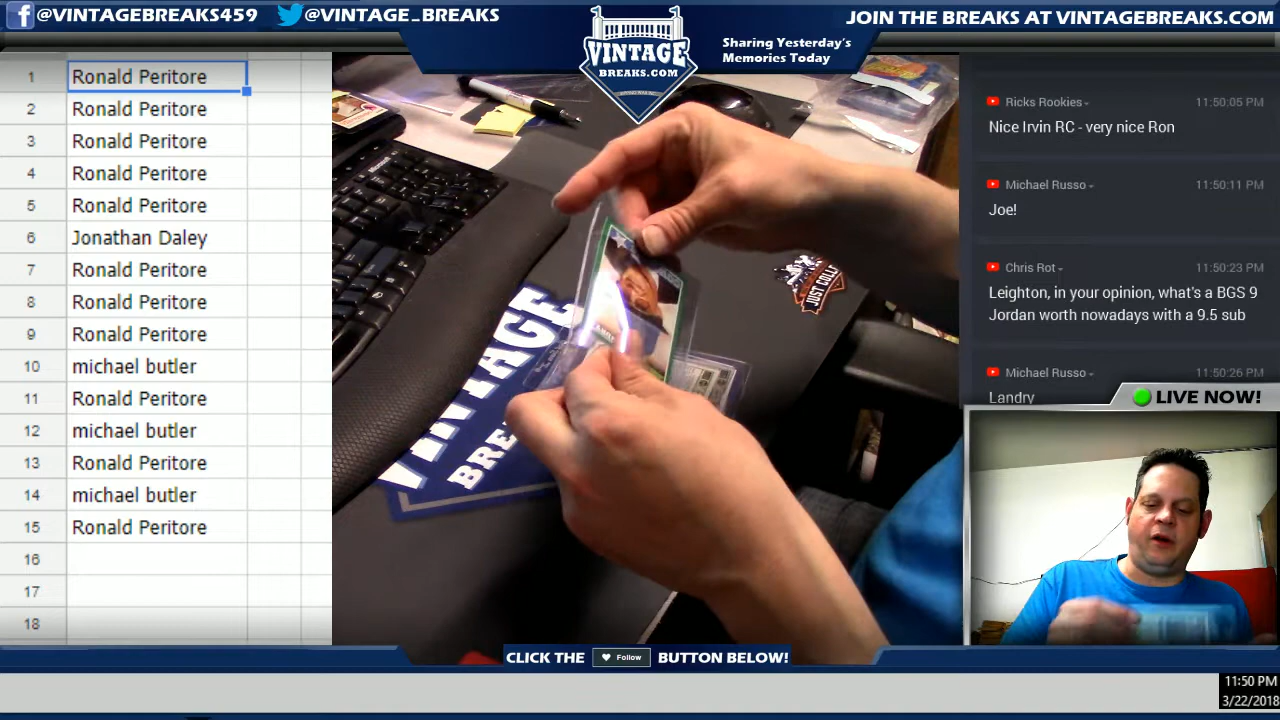 @VINTAGEBREAKS459 @VINTAGE_BREAKS
JOIN THE BREAKS AT VINTAGEBREAKS.COM
VINTAGE
BREAKS.COM
Sharing Yesterday's
Memories Today
1 Ronald Peritore
2 Ronald Peritore
3 Ronald Peritore
4 Ronald Peritore
5 Ronald Peritore
6 Jonathan Daley
7 Ronald Peritore
8 Ronald Peritore
9 Ronald Peritore
10 michael butler
11 Ronald Peritore
12 michael butler
13 Ronald Peritore
14 michael butler
15 Ronald Peritore
16
17
18
JUST COLL
VINTAGE
BRE
Ricks Rookies 11:50:05 PM
Nice Irvin RC - very nice Ron
Michael Russo 11:50:11 PM
Joe!
Chris Rot 11:50:23 PM
Leighton, in your opinion, what's a BGS 9
Jordan worth nowadays with a 9.5 sub
Michael Russo 11:50:26 PM
Landry
LIVE NOW!
CLICK THE Follow BUTTON BELOW!
11:50 PM
3/22/2018